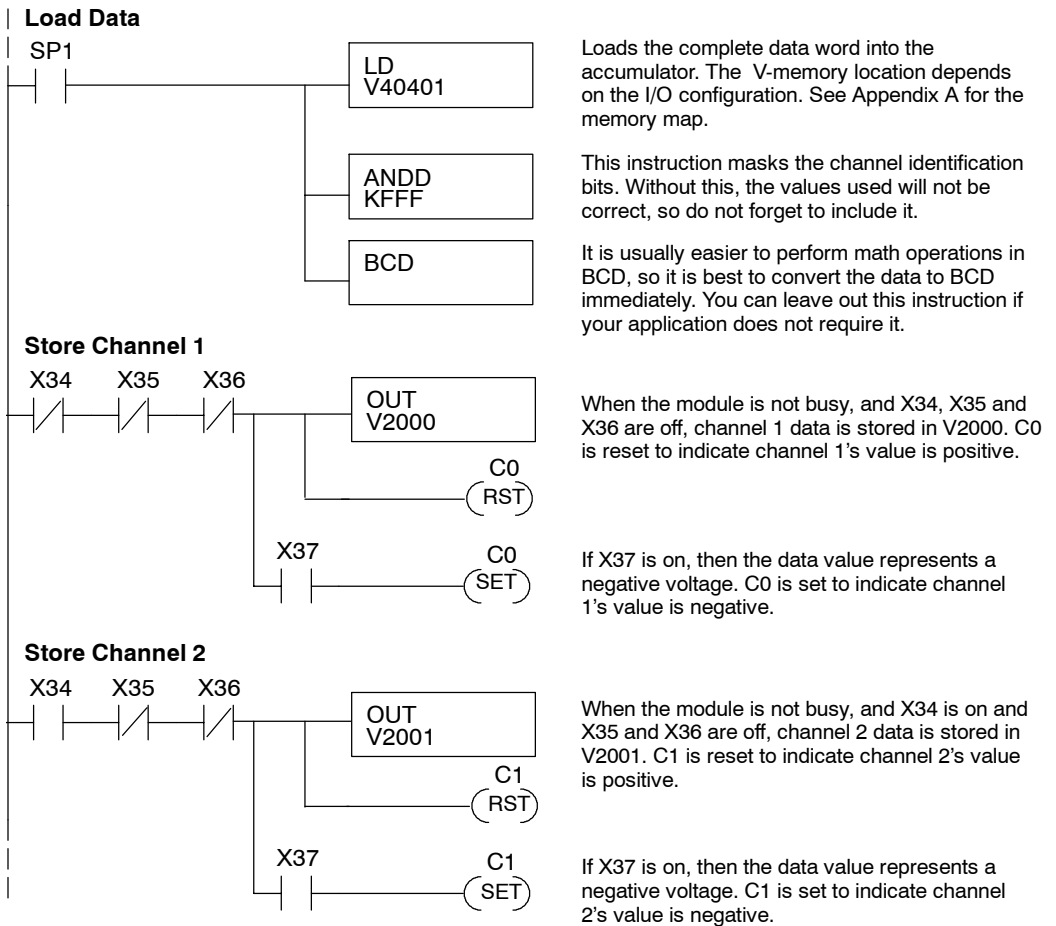 Load Data
SP1
LD
V40401
Loads the complete data word into the
accumulator. The V-memory location depends
on the I/O configuration. See Appendix A for the
memory map.
ANDD
KFFF
This instruction masks the channel identification
bits. Without this, the values used will not be
correct, so do not forget to include it.
BCD
It is usually easier to perform math operations in
BCD, so it is best to convert the data to BCD
immediately. You can leave out this instruction if
your application does not require it.
Store Channel 1
X34 X35 X36
OUT
V2000
When the module is not busy, and X34, X35 and
X36 are off, channel 1 data is stored in V2000. C0
is reset to indicate channel 1's value is positive.
C0
RST
X37
C0
SET
If X37 is on, then the data value represents a
negative voltage. C0 is set to indicate channel
1's value is negative.
Store Channel 2
X34 X35 X36
OUT
V2001
When the module is not busy, and X34 is on and
X35 and X36 are off, channel 2 data is stored in
V2001. C1 is reset to indicate channel 2's value
is positive.
C1
RST
X37
C1
SET
If X37 is on, then the data value represents a
negative voltage. C1 is set to indicate channel
2's value is negative.